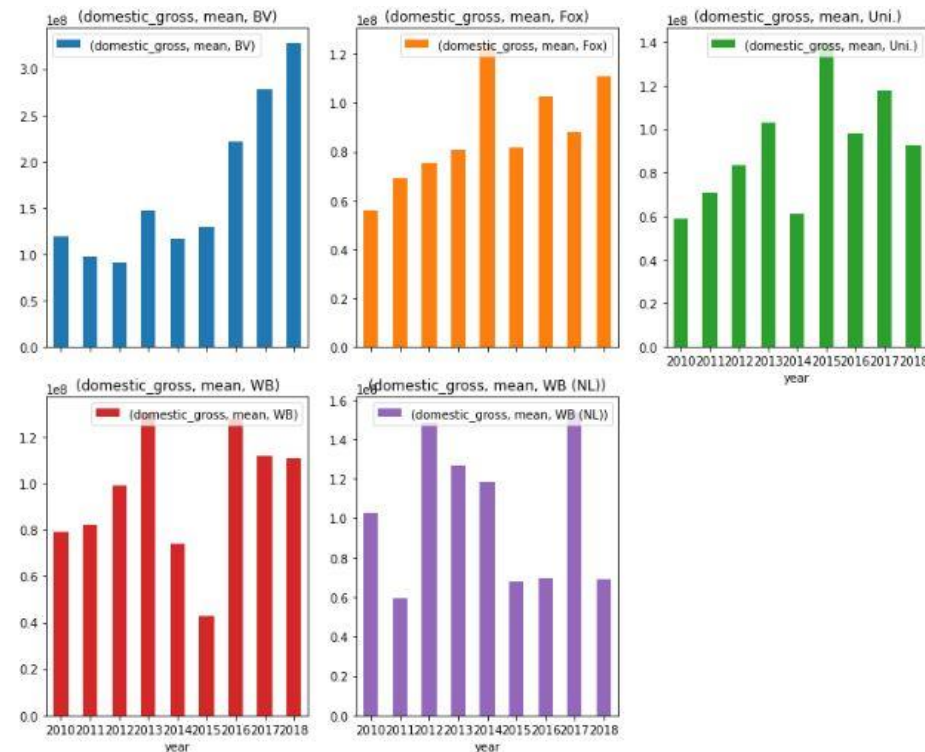 1e8
(domestic_gross, mean, BV)
(domestic_gross, mean, BV)
3.0
2.5
2.0
1.5
1.0
0.5
0.0
1e8
(domestic_gross, mean, Fox)
(domestic_gross, mean, Fox)
1.2
1.0
0.8
0.6
0.4
0.2
0.0
1e8
(domestic_gross, mean, Uni.)
(domestic_gross, mean, Uni.)
1.4
1.2
1.0
0.8
0.6
0.4
0.2
0.0
2010 2011 2012 2013 2014 2015 2016 2017 2018
year
1e8
(domestic_gross, mean, WB)
(domestic_gross, mean, WB)
1.2
1.0
0.8
0.6
0.4
0.2
0.0
2010 2011 2012 2013 2014 2015 2016 2017 2018
year
1e8
(domestic_gross, mean, WB (NL))
(domestic_gross, mean, WB (NL))
1.6
1.4
1.2
1.0
0.8
0.6
0.4
0.2
0.0
2010 2011 2012 2013 2014 2015 2016 2017 2018
year